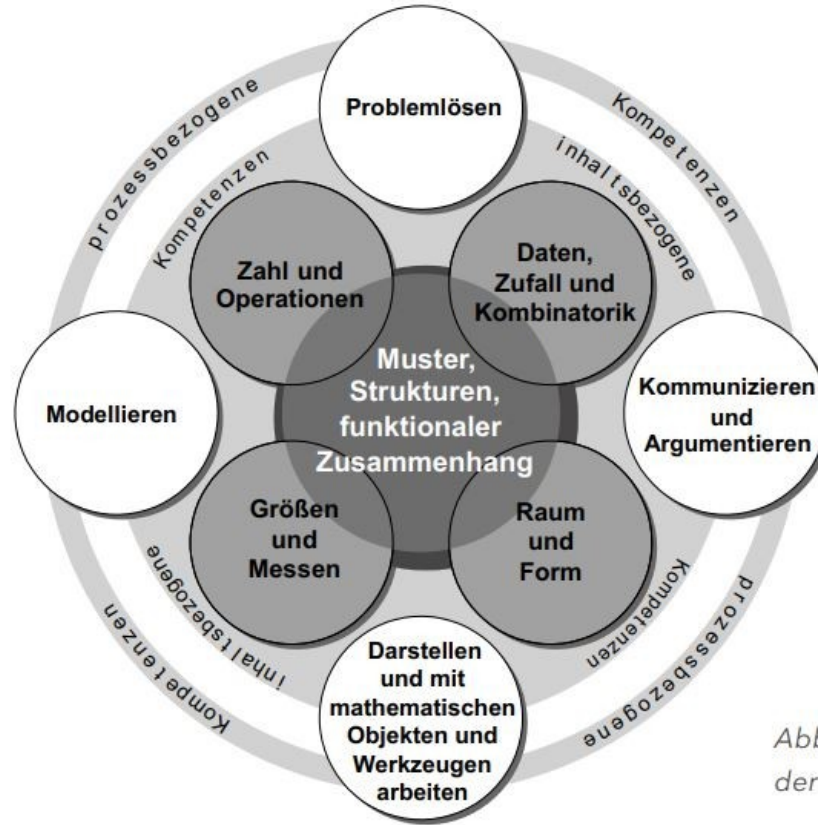 Problemlösen
prozessbezogene
Kompetenzen
Kompetenzen
inhaltsbezogene
Zahl und
Operationen
Daten,
Zufall und
Kombinatorik
Muster,
Strukturen,
funktionaler
Zusammenhang
Modellieren
Kommunizieren
und
Argumentieren
Größen
und
Messen
Raum
und
Form
inhaltsbezogene
Kompetenzen
Kompetenzen
prozessbezogene
Darstellen
und mit
mathematischen
Objekten und
Werkzeugen
arbeiten
Abb
der